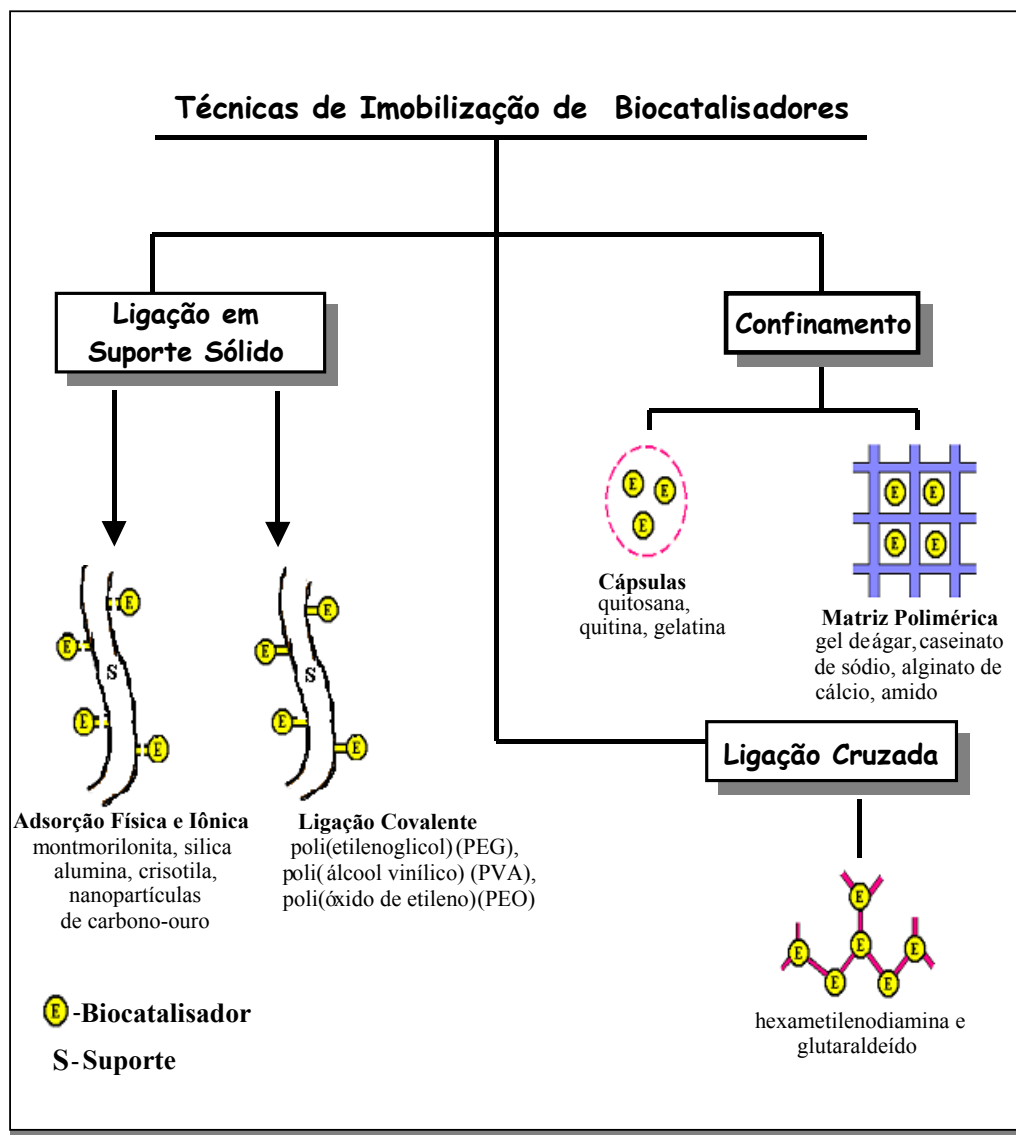 Técnicas de Imobilização de Biocatalisadores
Ligação em
Suporte Sólido
Confinamento
E
E
E
E
E
E
E
Cápsulas
quitosana,
quitina, gelatina
Matriz Polimérica
gel de ágar, caseinato
de sódio, alginato de
cálcio, amido
E
E
E
E
S
E
E
E
E
S
Adsorção Física e Iônica
montmorilonita, silica
alumina, crisotila,
nanopartículas
de carbono-ouro
Ligação Covalente
poli(etilenoglicol) (PEG),
poli( álcool vinílico) (PVA),
poli(óxido de etileno)(PEO)
Ligação Cruzada
E
E
E
E
E
E
hexametilenodiamina e
glutaraldeído
E -Biocatalisador
S-Suporte